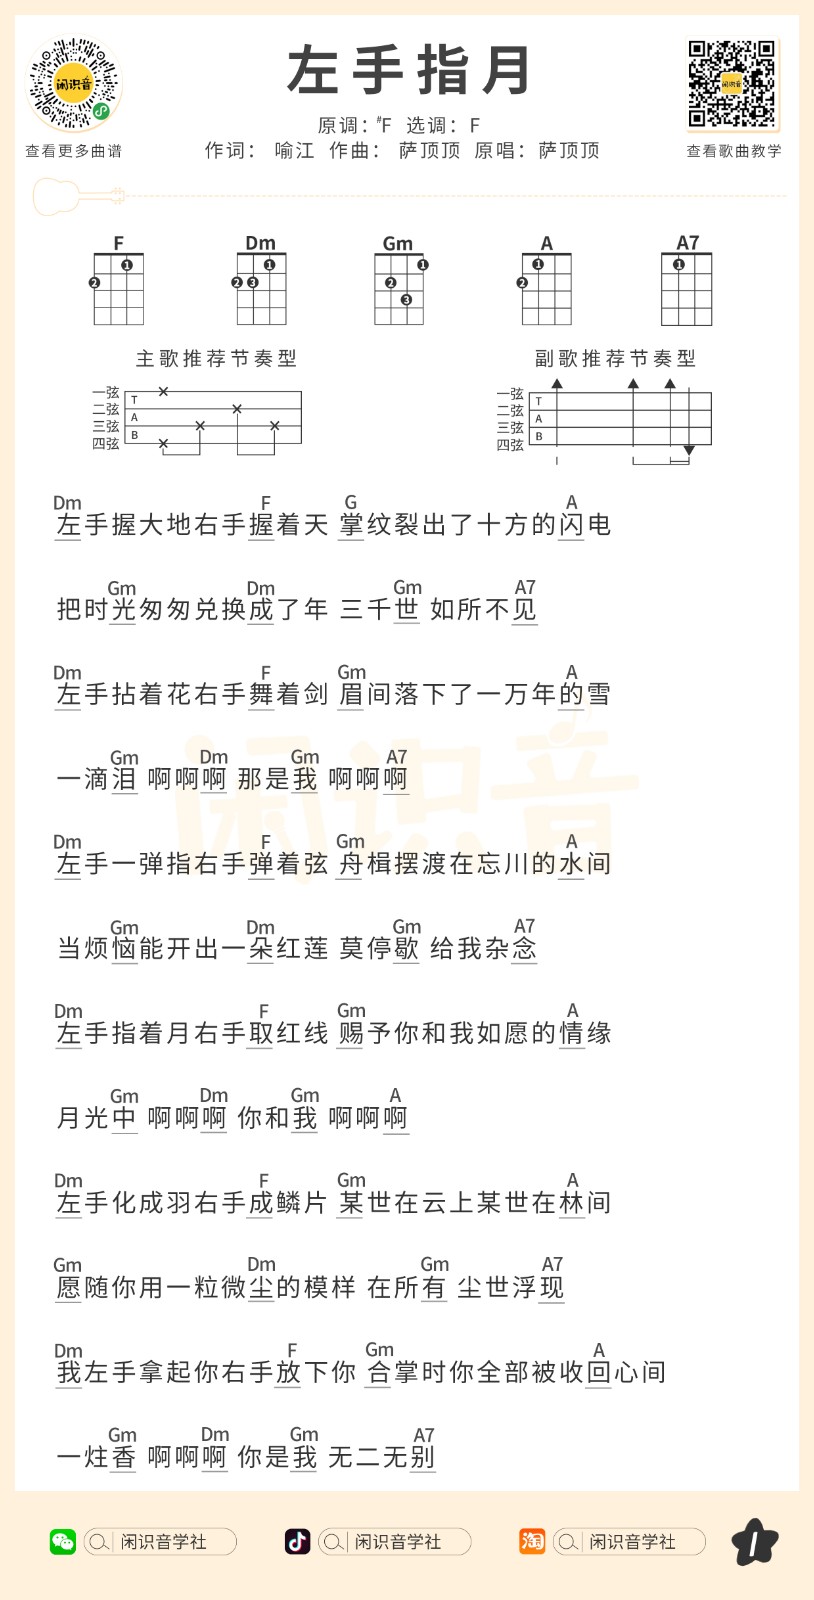 左手指月
闲识音
闲识音
原调：#F 选调：F
作词： 喻江 作曲： 萨顶顶 原唱：萨顶顶
查看更多曲谱
查看歌曲教学
F Dm Gm A A7
2 1 2 3 1 2 3 1 2 1 1
主歌推荐节奏型 副歌推荐节奏型
一弦
二弦
三弦
四弦
T
A
B
一弦
二弦
三弦
四弦
T
A
B
Dm F G A
左手握大地右手握着天 掌纹裂出了十方的闪电
Gm Dm Gm A7
把时光匆匆兑换成了年 三千世 如所不见
Dm F Gm A
左手拈着花右手舞着剑 眉间落下了一万年的雪
Gm Dm Gm A7
一滴泪 啊啊啊 那是我 啊啊啊
闲识音
Dm F Gm A
左手一弹指右手弹着弦 舟楫摆渡在忘川的水间
Gm Dm Gm A7
当烦恼能开出一朵红莲 莫停歇 给我杂念
Dm F Gm A
左手指着月右手取红线 赐予你和我如愿的情缘
Gm Dm Gm A
月光中 啊啊啊 你和我 啊啊啊
Dm F Gm A
左手化成羽右手成鳞片 某世在云上某世在林间
Gm Dm Gm A7
愿随你用一粒微尘的模样 在所有 尘世浮现
Dm F Gm A
我左手拿起你右手放下你 合掌时你全部被收回心间
Gm Dm Gm A7
一炷香 啊啊啊 你是我 无二无别
闲识音学社 闲识音学社 淘 闲识音学社 1